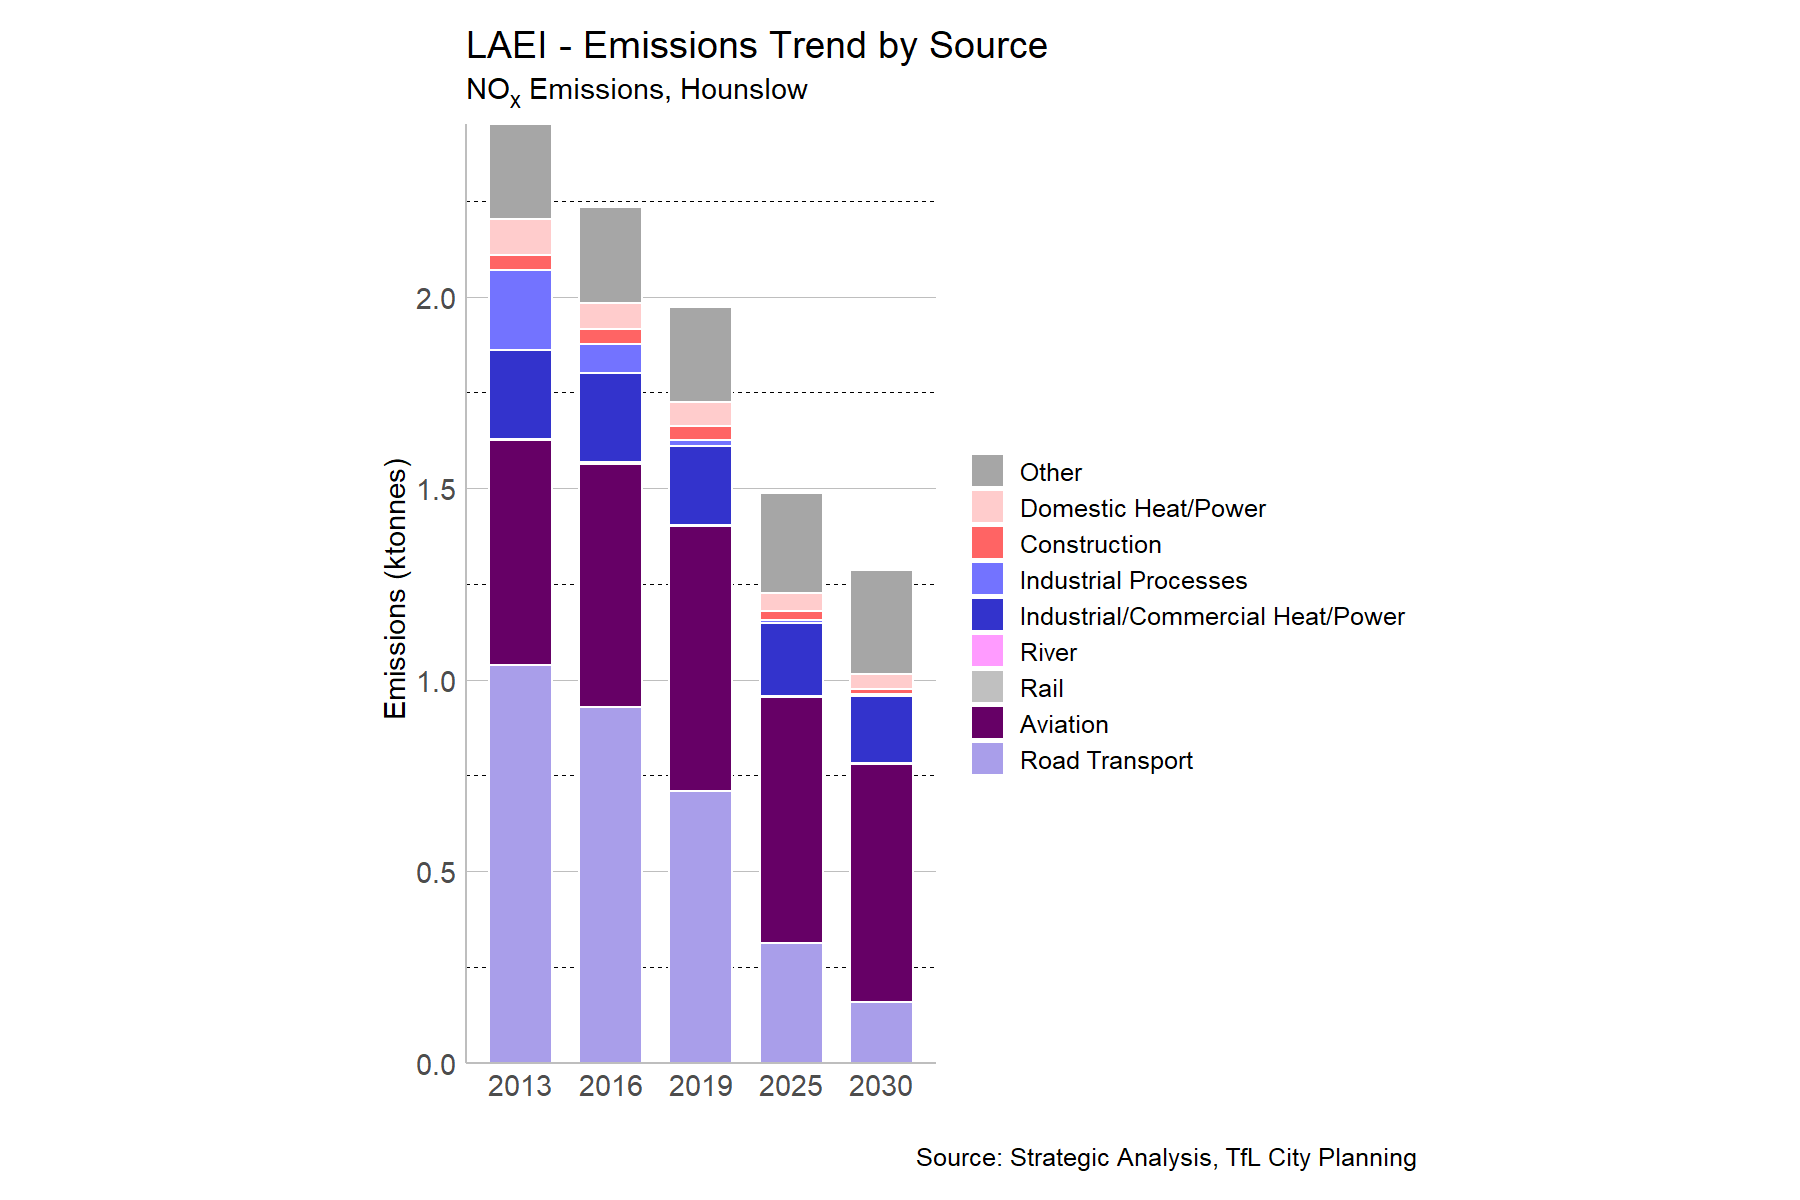 LAEI - Emissions Trend by Source
NOx Emissions, Hounslow
Emissions (ktonnes)
2.0
1.5
1.0
0.5
0.0
2013 2016 2019 2025 2030
Other
Domestic Heat/Power
Construction
Industrial Processes
Industrial/Commercial Heat/Power
River
Rail
Aviation
Road Transport
Source: Strategic Analysis, TfL City Planning